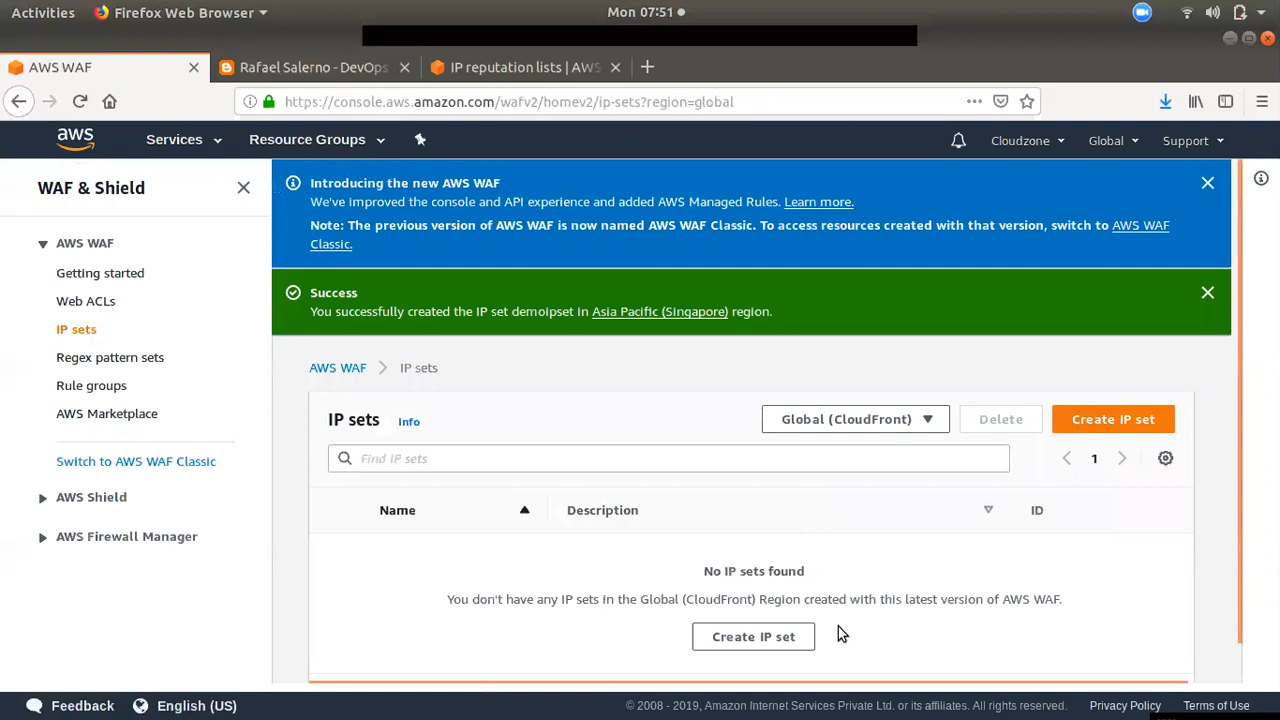 Activities Firefox Web Browser Mon 07:51
AWS WAF Rafael Salerno - DevOps IP reputation lists | AWS
https://console.aws.amazon.com/wafv2/homev2/ip-sets?region=global
aws Services Resource Groups Cloudzone Global Support
WAF & Shield
AWS WAF
Getting started
Web ACLs
IP sets
Regex pattern sets
Rule groups
AWS Marketplace
Switch to AWS WAF Classic
AWS Shield
AWS Firewall Manager
Introducing the new AWS WAF
We've improved the console and API experience and added AWS Managed Rules. Learn more.
Note: The previous version of AWS WAF is now named AWS WAF Classic. To access resources created with that version, switch to AWS WAF
Classic.
Success
You successfully created the IP set demoipset in Asia Pacific (Singapore) region.
AWS WAF IP sets
IP sets Info Global (CloudFront) Delete Create IP set
Find IP sets 1
Name Description ID
No IP sets found
You don't have any IP sets in the Global (CloudFront) Region created with this latest version of AWS WAF.
Create IP set
Feedback English (US) © 2008 - 2019, Amazon Internet Services Private Ltd. or its affiliates. All rights reserved. Privacy Policy Terms of Use